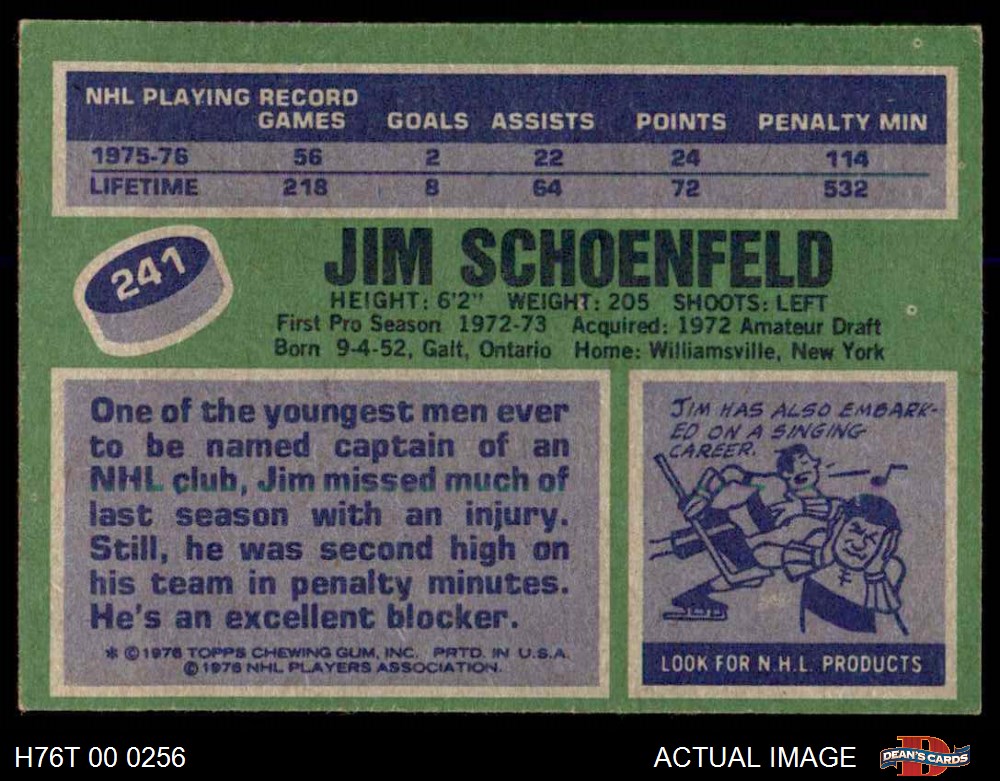 NHL PLAYING RECORD
GAMES GOALS ASSISTS POINTS PENALTY MIN
1975-76 56 2 22 24 114
LIFETIME 218 8 64 72 532
241
JIM SCHOENFELD
HEIGHT: 6'2" WEIGHT: 205 SHOOTS: LEFT
First Pro Season 1972-73 Acquired: 1972 Amateur Draft
Born 9-4-52, Galt, Ontario Home: Williamsville, New York
One of the youngest men ever
to be named captain of an
NHL club, Jim missed much of
last season with an injury.
Still, he was second high on
his team in penalty minutes.
He's an excellent blocker.
* ©1976 TOPPS CHEWING GUM, INC. PRTD. IN U.S.A.
©1976 NHL PLAYERS ASSOCIATION.
JIM HAS ALSO EMBARK-
ED ON A SINGING
CAREER.
LOOK FOR N.H.L. PRODUCTS
H76T 00 0256
ACTUAL IMAGE
D
DEAN'S CARDS